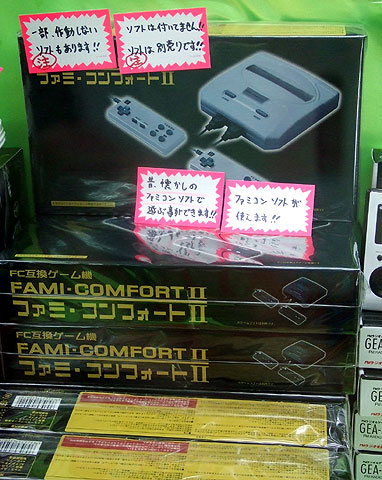 一部、作動しない
ソフトもあります!!
注
ソフトは付いてません!!
ソフトは別売りです!!
注
ファミ・コンフォートⅡ
昔、懐かしの
ファミコンソフトで
遊ぶ事ができます!!
ファミコンソフトが
使えます!!
FC互換ゲーム機
FAMI・COMFORT Ⅱ
ファミ・コンフォートⅡ
FC互換ゲーム機
FAMI・COMFORT Ⅱ
ファミ・コンフォートⅡ
GEA-
GEA-
GEA-